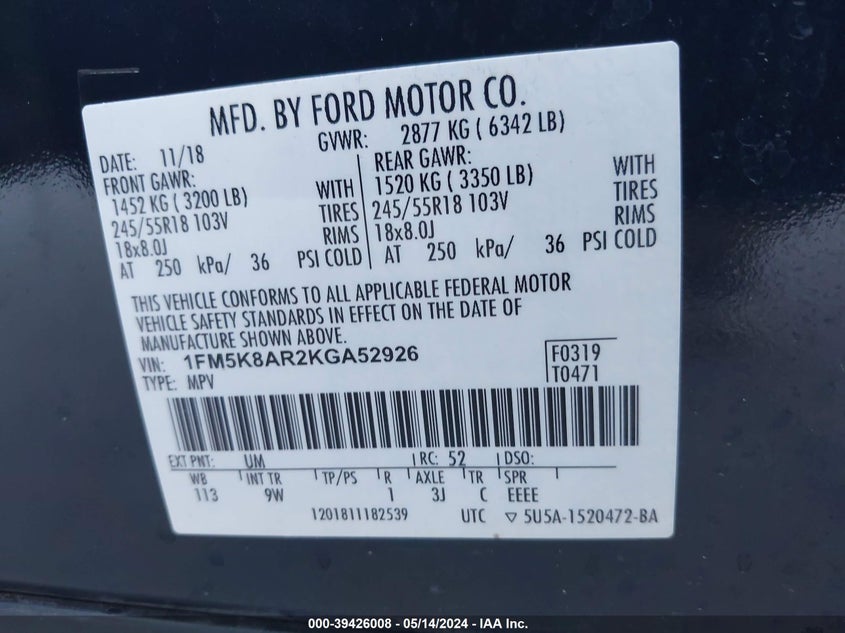 MFD. BY FORD MOTOR CO.
DATE: 11/18 GVWR: 2877 KG ( 6342 LB)
FRONT GAWR: REAR GAWR:
1452 KG ( 3200 LB) WITH 1520 KG ( 3350 LB) WITH
245/55R18 103V TIRES 245/55R18 103V TIRES
18x8.0J RIMS 18x8.0J RIMS
AT 250 kPa/ 36 PSI COLD AT 250 kPa/ 36 PSI COLD
THIS VEHICLE CONFORMS TO ALL APPLICABLE FEDERAL MOTOR
VEHICLE SAFETY STANDARDS IN EFFECT ON THE DATE OF
MANUFACTURE SHOWN ABOVE.
VIN: 1FM5K8AR2KGA52926 F0319
TYPE: MPV T0471
EXT PNT: UM RC: 52 DSO:
WB INT TR TP/PS R AXLE TR SPR
113 9W 1 3J C EEEE
1201811182539 UTC ▽ 5U5A-1520472-BA
000-39426008 - 05/14/2024 - IAA Inc.